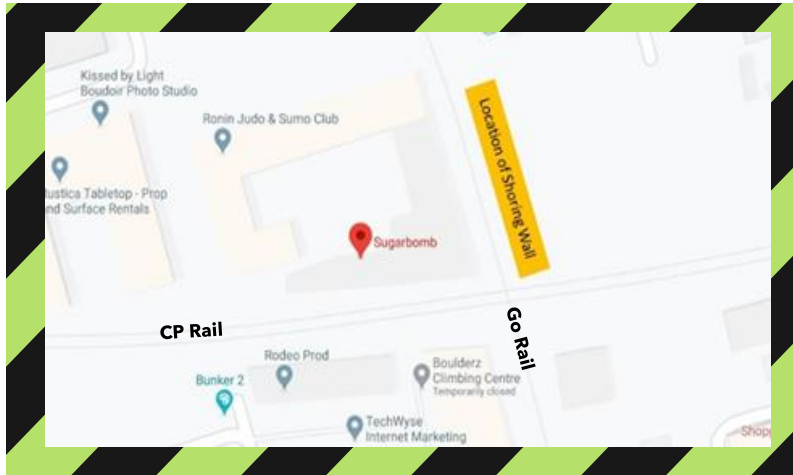 Kissed by Light
Boudoir Photo Studio
Ronin Judo & Sumo Club
Location of Shoring Wall
ustica Tabletop - Prop
nd Surface Rentals
Sugarbomb
CP Rail
Go Rail
Rodeo Prod
Boulderz
Climbing Centre
Temporarily closed
Bunker 2
TechWyse
Internet Marketing
Shopp